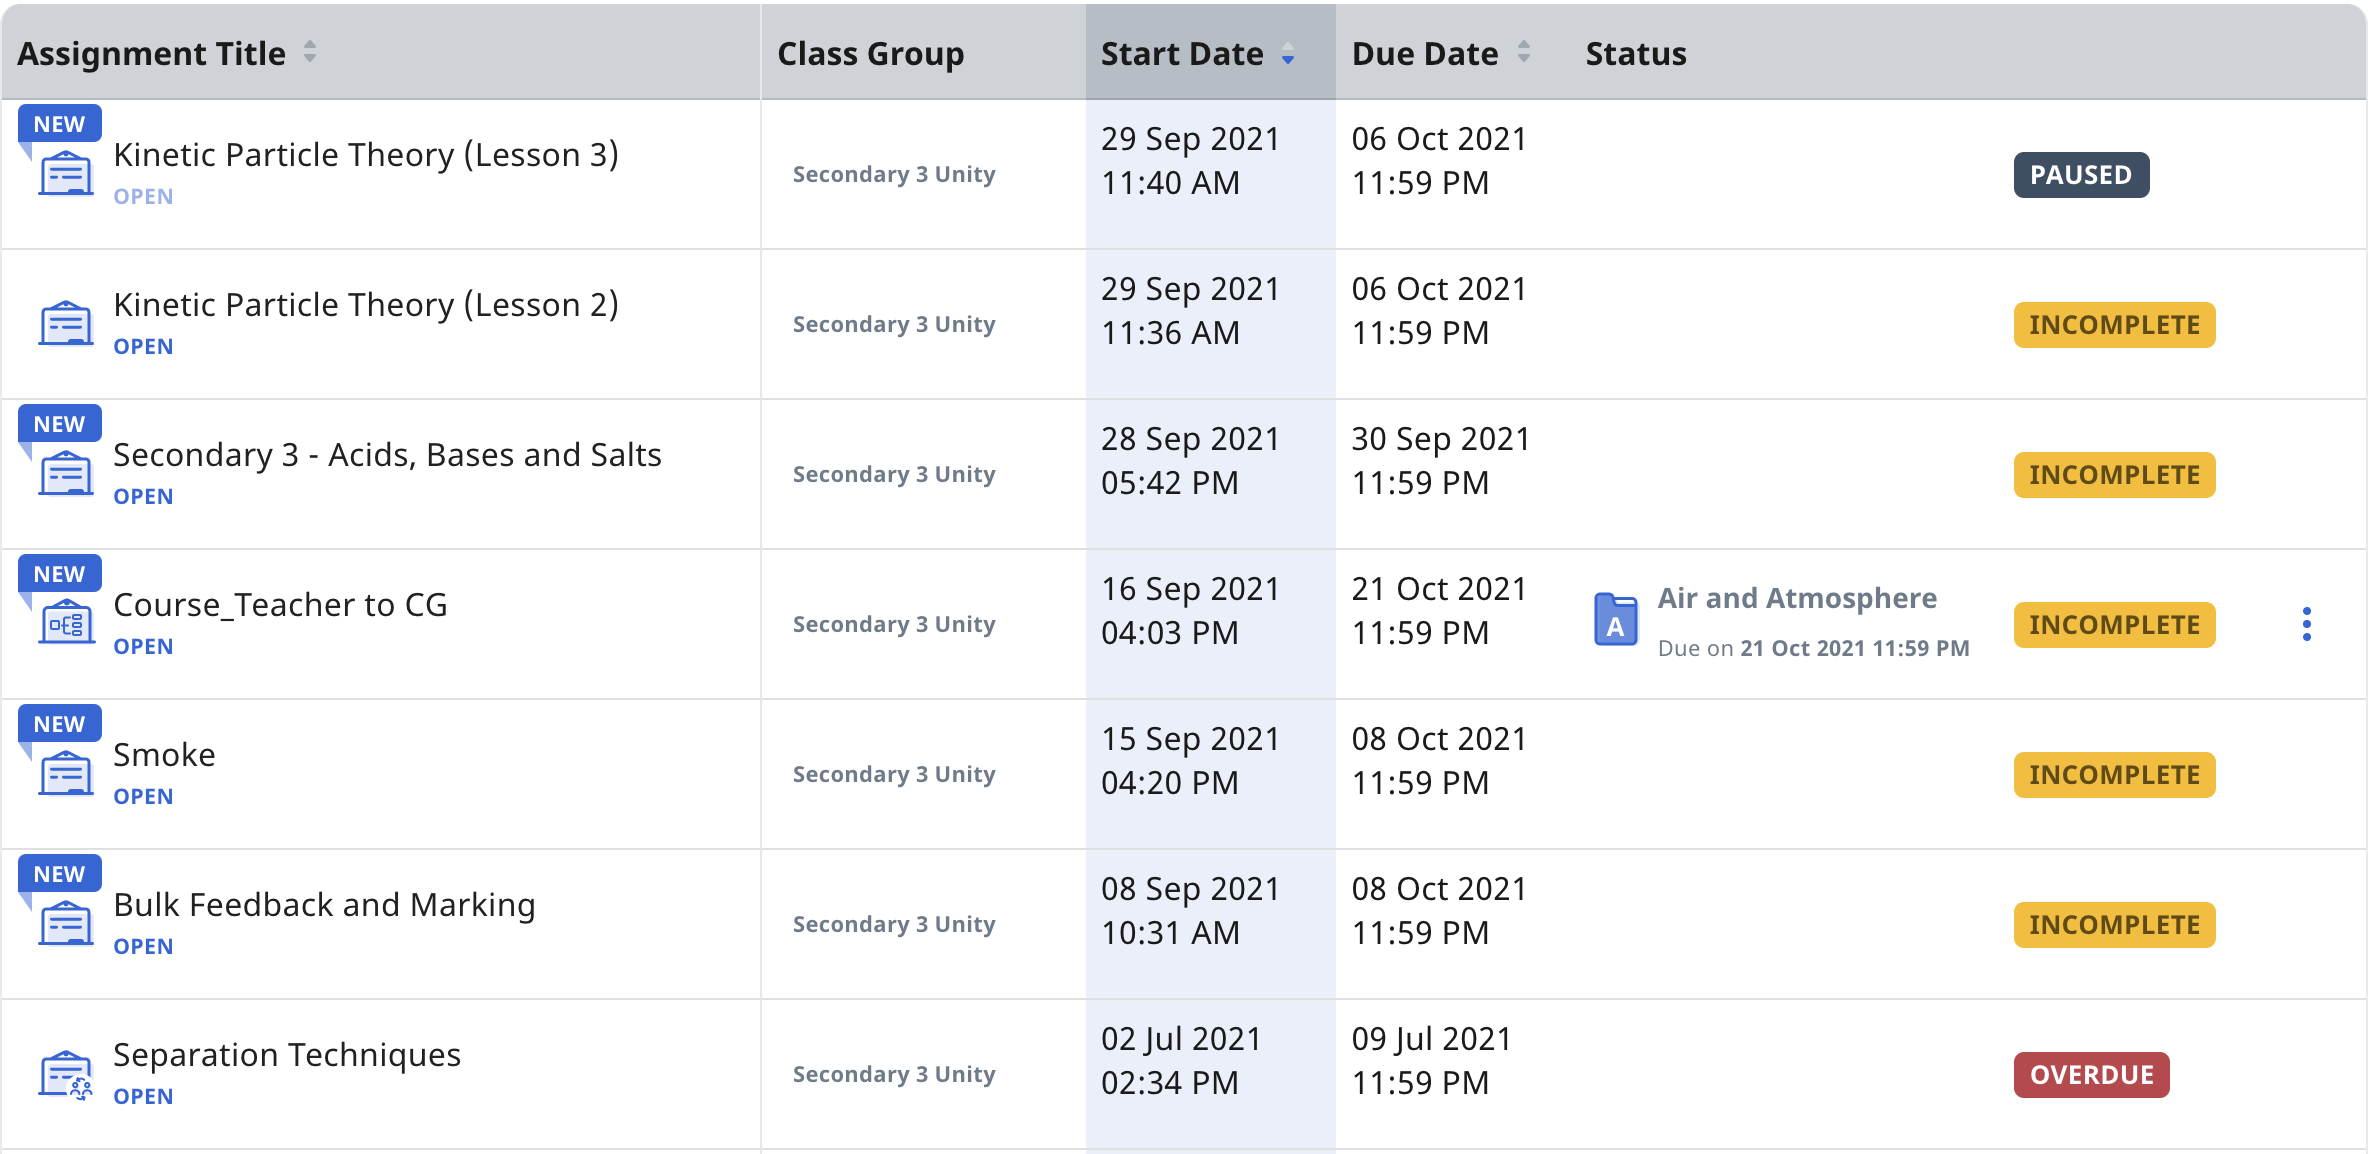 Assignment Title
Class Group
Start Date
Due Date
Status
NEW
Kinetic Particle Theory (Lesson 3)
OPEN
Secondary 3 Unity
29 Sep 2021
11:40 AM
06 Oct 2021
11:59 PM
PAUSED
Kinetic Particle Theory (Lesson 2)
OPEN
Secondary 3 Unity
29 Sep 2021
11:36 AM
06 Oct 2021
11:59 PM
INCOMPLETE
NEW
Secondary 3 - Acids, Bases and Salts
OPEN
Secondary 3 Unity
28 Sep 2021
05:42 PM
30 Sep 2021
11:59 PM
INCOMPLETE
NEW
Course_Teacher to CG
OPEN
Secondary 3 Unity
16 Sep 2021
04:03 PM
21 Oct 2021
11:59 PM
A
Air and Atmosphere
Due on 21 Oct 2021 11:59 PM
INCOMPLETE
NEW
Smoke
OPEN
Secondary 3 Unity
15 Sep 2021
04:20 PM
08 Oct 2021
11:59 PM
INCOMPLETE
NEW
Bulk Feedback and Marking
OPEN
Secondary 3 Unity
08 Sep 2021
10:31 AM
08 Oct 2021
11:59 PM
INCOMPLETE
Separation Techniques
OPEN
Secondary 3 Unity
02 Jul 2021
02:34 PM
09 Jul 2021
11:59 PM
OVERDUE